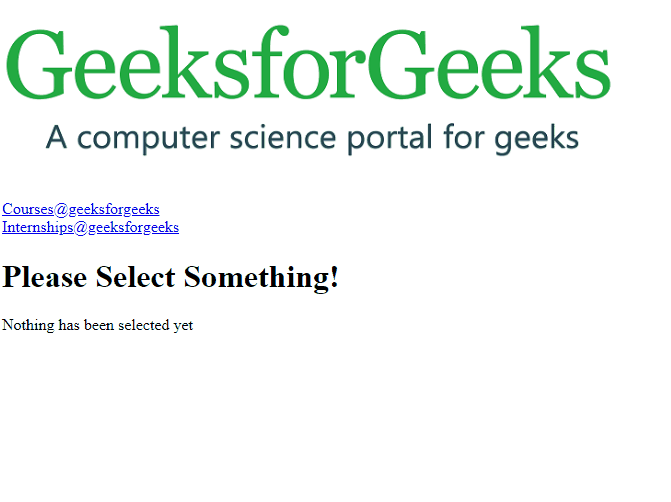 GeeksforGeeks
A computer science portal for geeks
Courses@geeksforgeeks
Internships@geeksforgeeks
Please Select Something!
Nothing has been selected yet